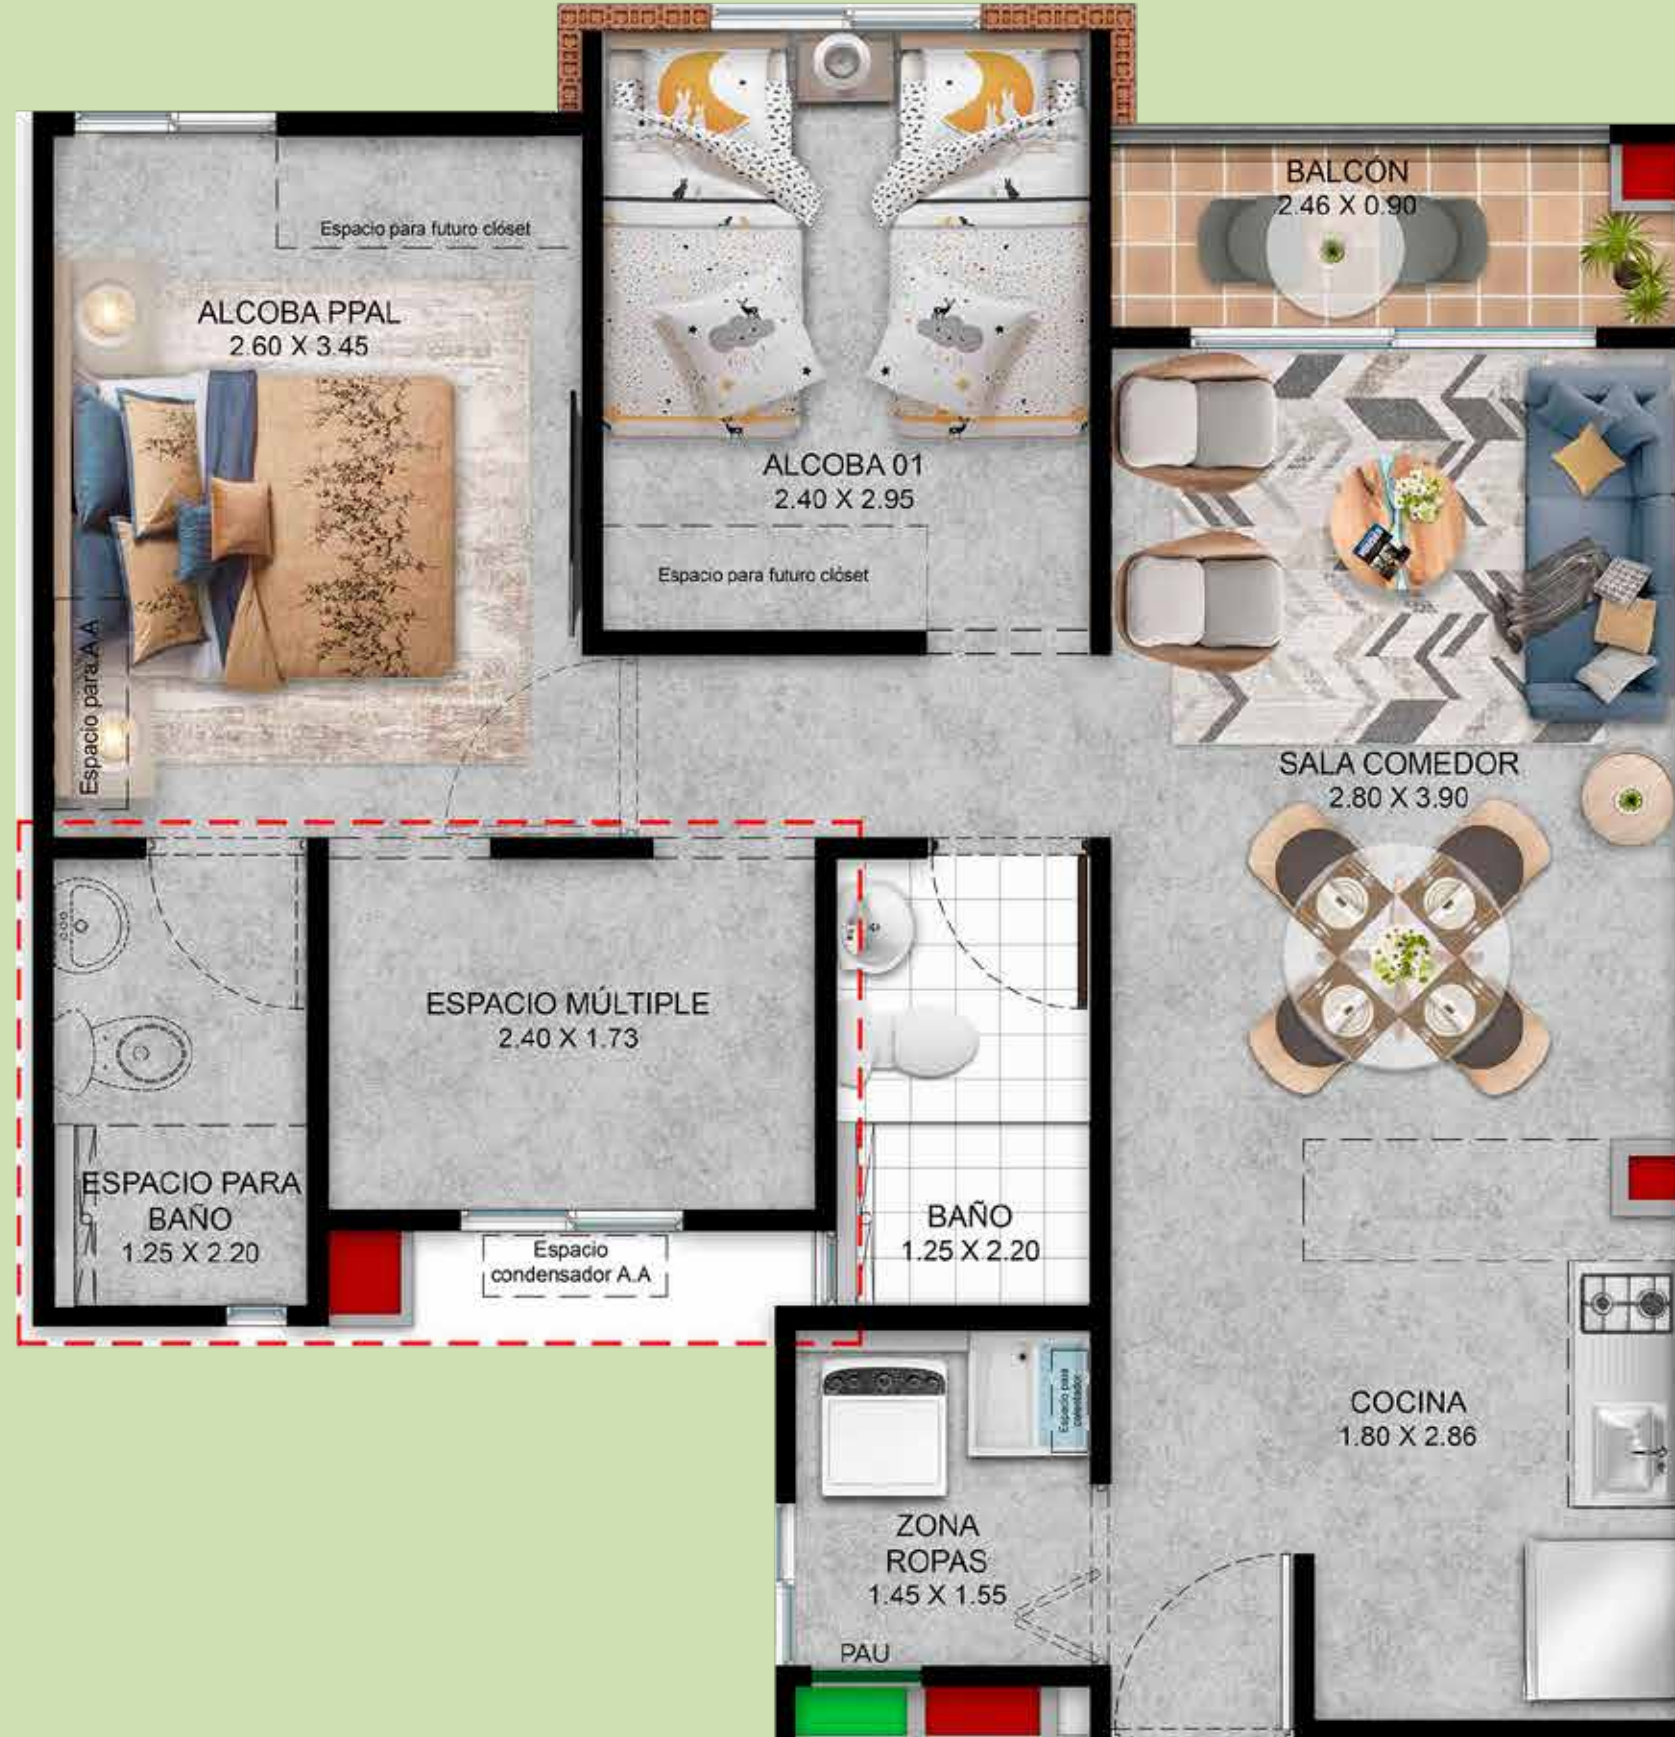 BALCÓN
2.46 X 0.90
Espacio para futuro clóset
ALCOBA PPAL
2.60 X 3.45
ALCOBA 01
2.40 X 2.95
Espacio para futuro clóset
Espacio para A.A
SALA COMEDOR
2.80 X 3.90
ESPACIO MÚLTIPLE
2.40 X 1.73
ESPACIO PARA
BAÑO
1.25 X 2.20
BAÑO
1.25 X 2.20
Espacio
condensador A.A
Espacio para
calentador
COCINA
1.80 X 2.86
ZONA
ROPAS
1.45 X 1.55
PAU